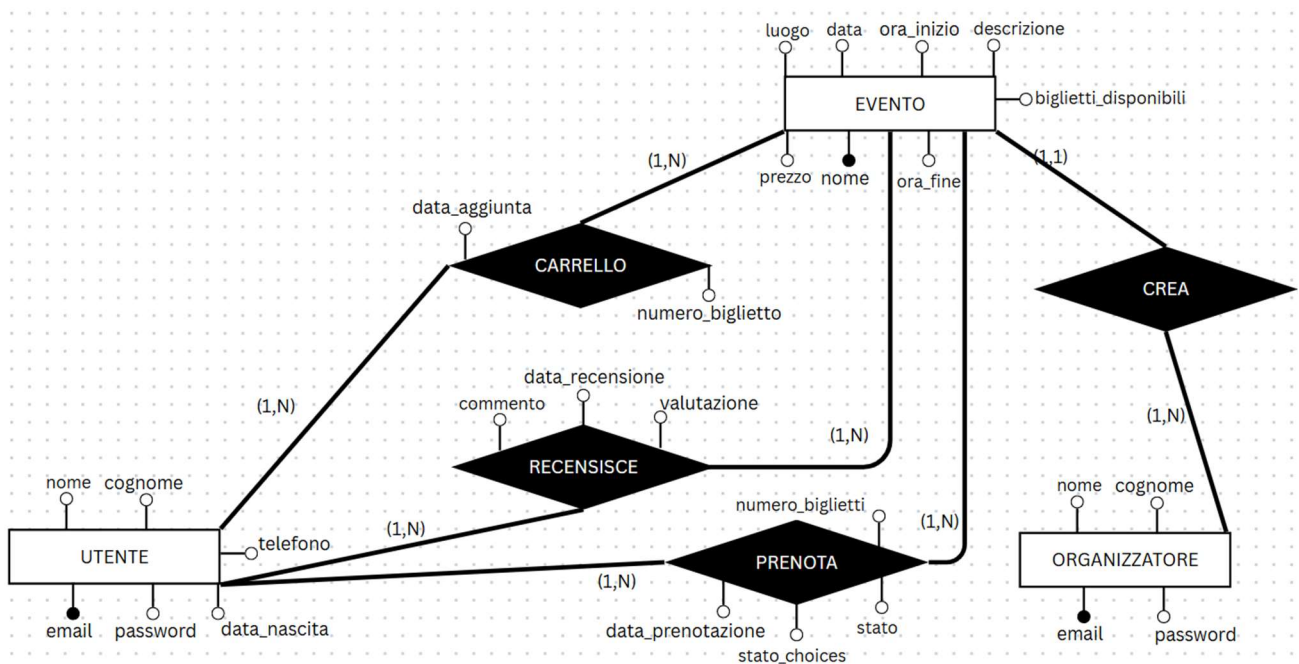 luogo
data
ora_inizio
descrizione
EVENTO
biglietti_disponibili
(1,N)
prezzo
nome
ora_fine
(1,1)
data_aggiunta
CARRELLO
numero_biglietto
CREA
(1,N)
data_recensione
commento
valutazione
(1,N)
(1,N)
RECENSISCE
nome
cognome
numero_biglietti
(1,N)
(1,N)
nome
cognome
UTENTE
telefono
(1,N)
PRENOTA
ORGANIZZATORE
email
password
data_nascita
data_prenotazione
stato
stato_choices
email
password